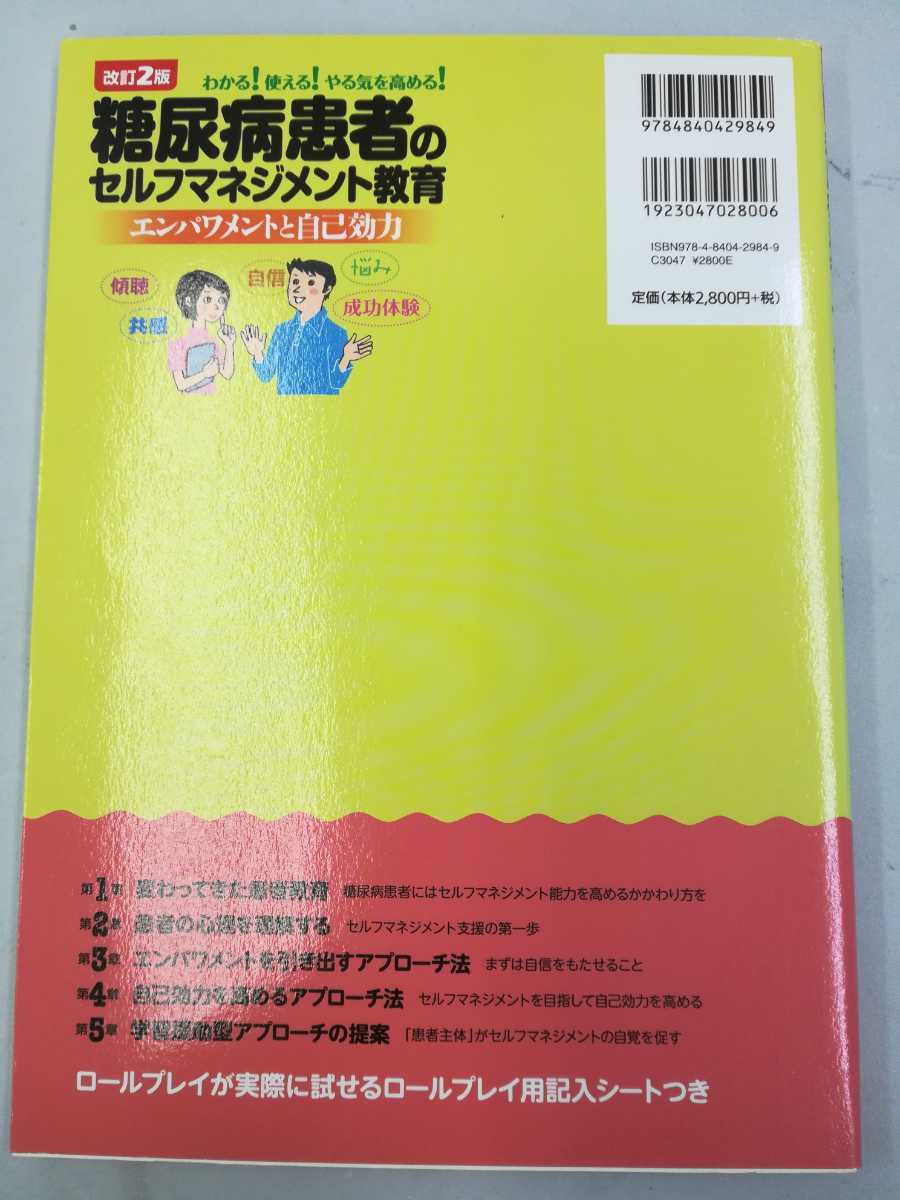 改訂2版
わかる！使える！やる気を高める！
糖尿病患者の
セルフマネジメント教育
エンパワメントと自己効力
傾聴
共感
自信
悩み
成功体験
9784840429849
1923047028006
ISBN978-4-8404-2984-9
C3047 ¥2800E
定価(本体2,800円+税)
第1章 変わってきた患者教育 糖尿病患者にはセルフマネジメント能力を高めるかかわり方を
第2章 患者の心理を理解する セルフマネジメント支援の第一歩
第3章 エンパワメントを引き出すアプローチ法 まずは自信をもたせること
第4章 自己効力を高めるアプローチ法 セルフマネジメントを目指して自己効力を高める
第5章 学習援助型アプローチの提案 「患者主体」がセルフマネジメントの自覚を促す
ロールプレイが実際に試せるロールプレイ用記入シートつき